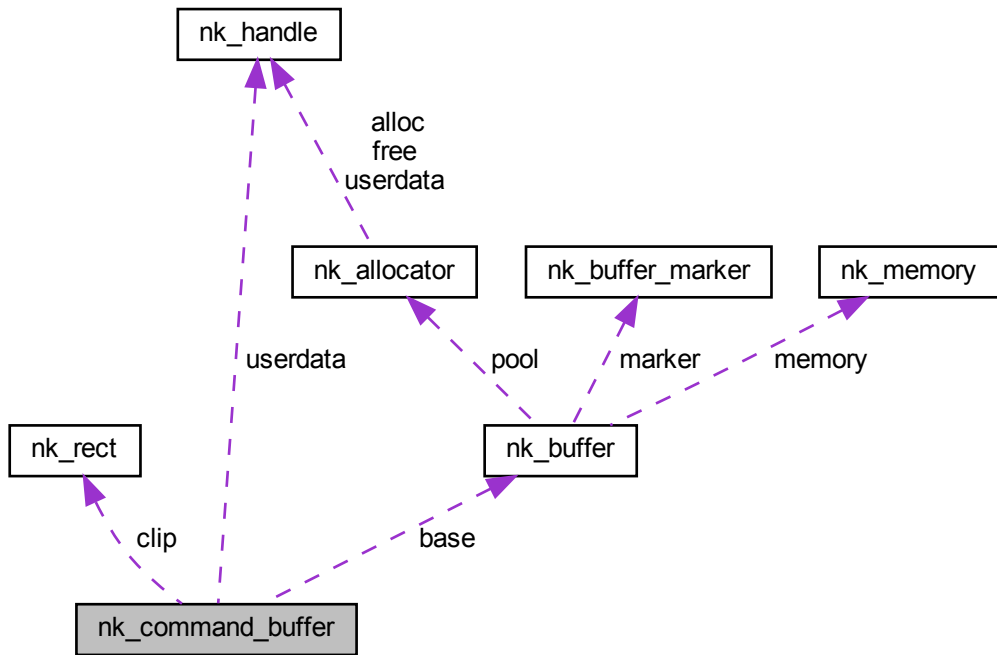 nk_handle
alloc
free
userdata
nk_allocator
nk_buffer_marker
nk_memory
userdata
pool
marker
memory
nk_rect
nk_buffer
clip
base
nk_command_buffer